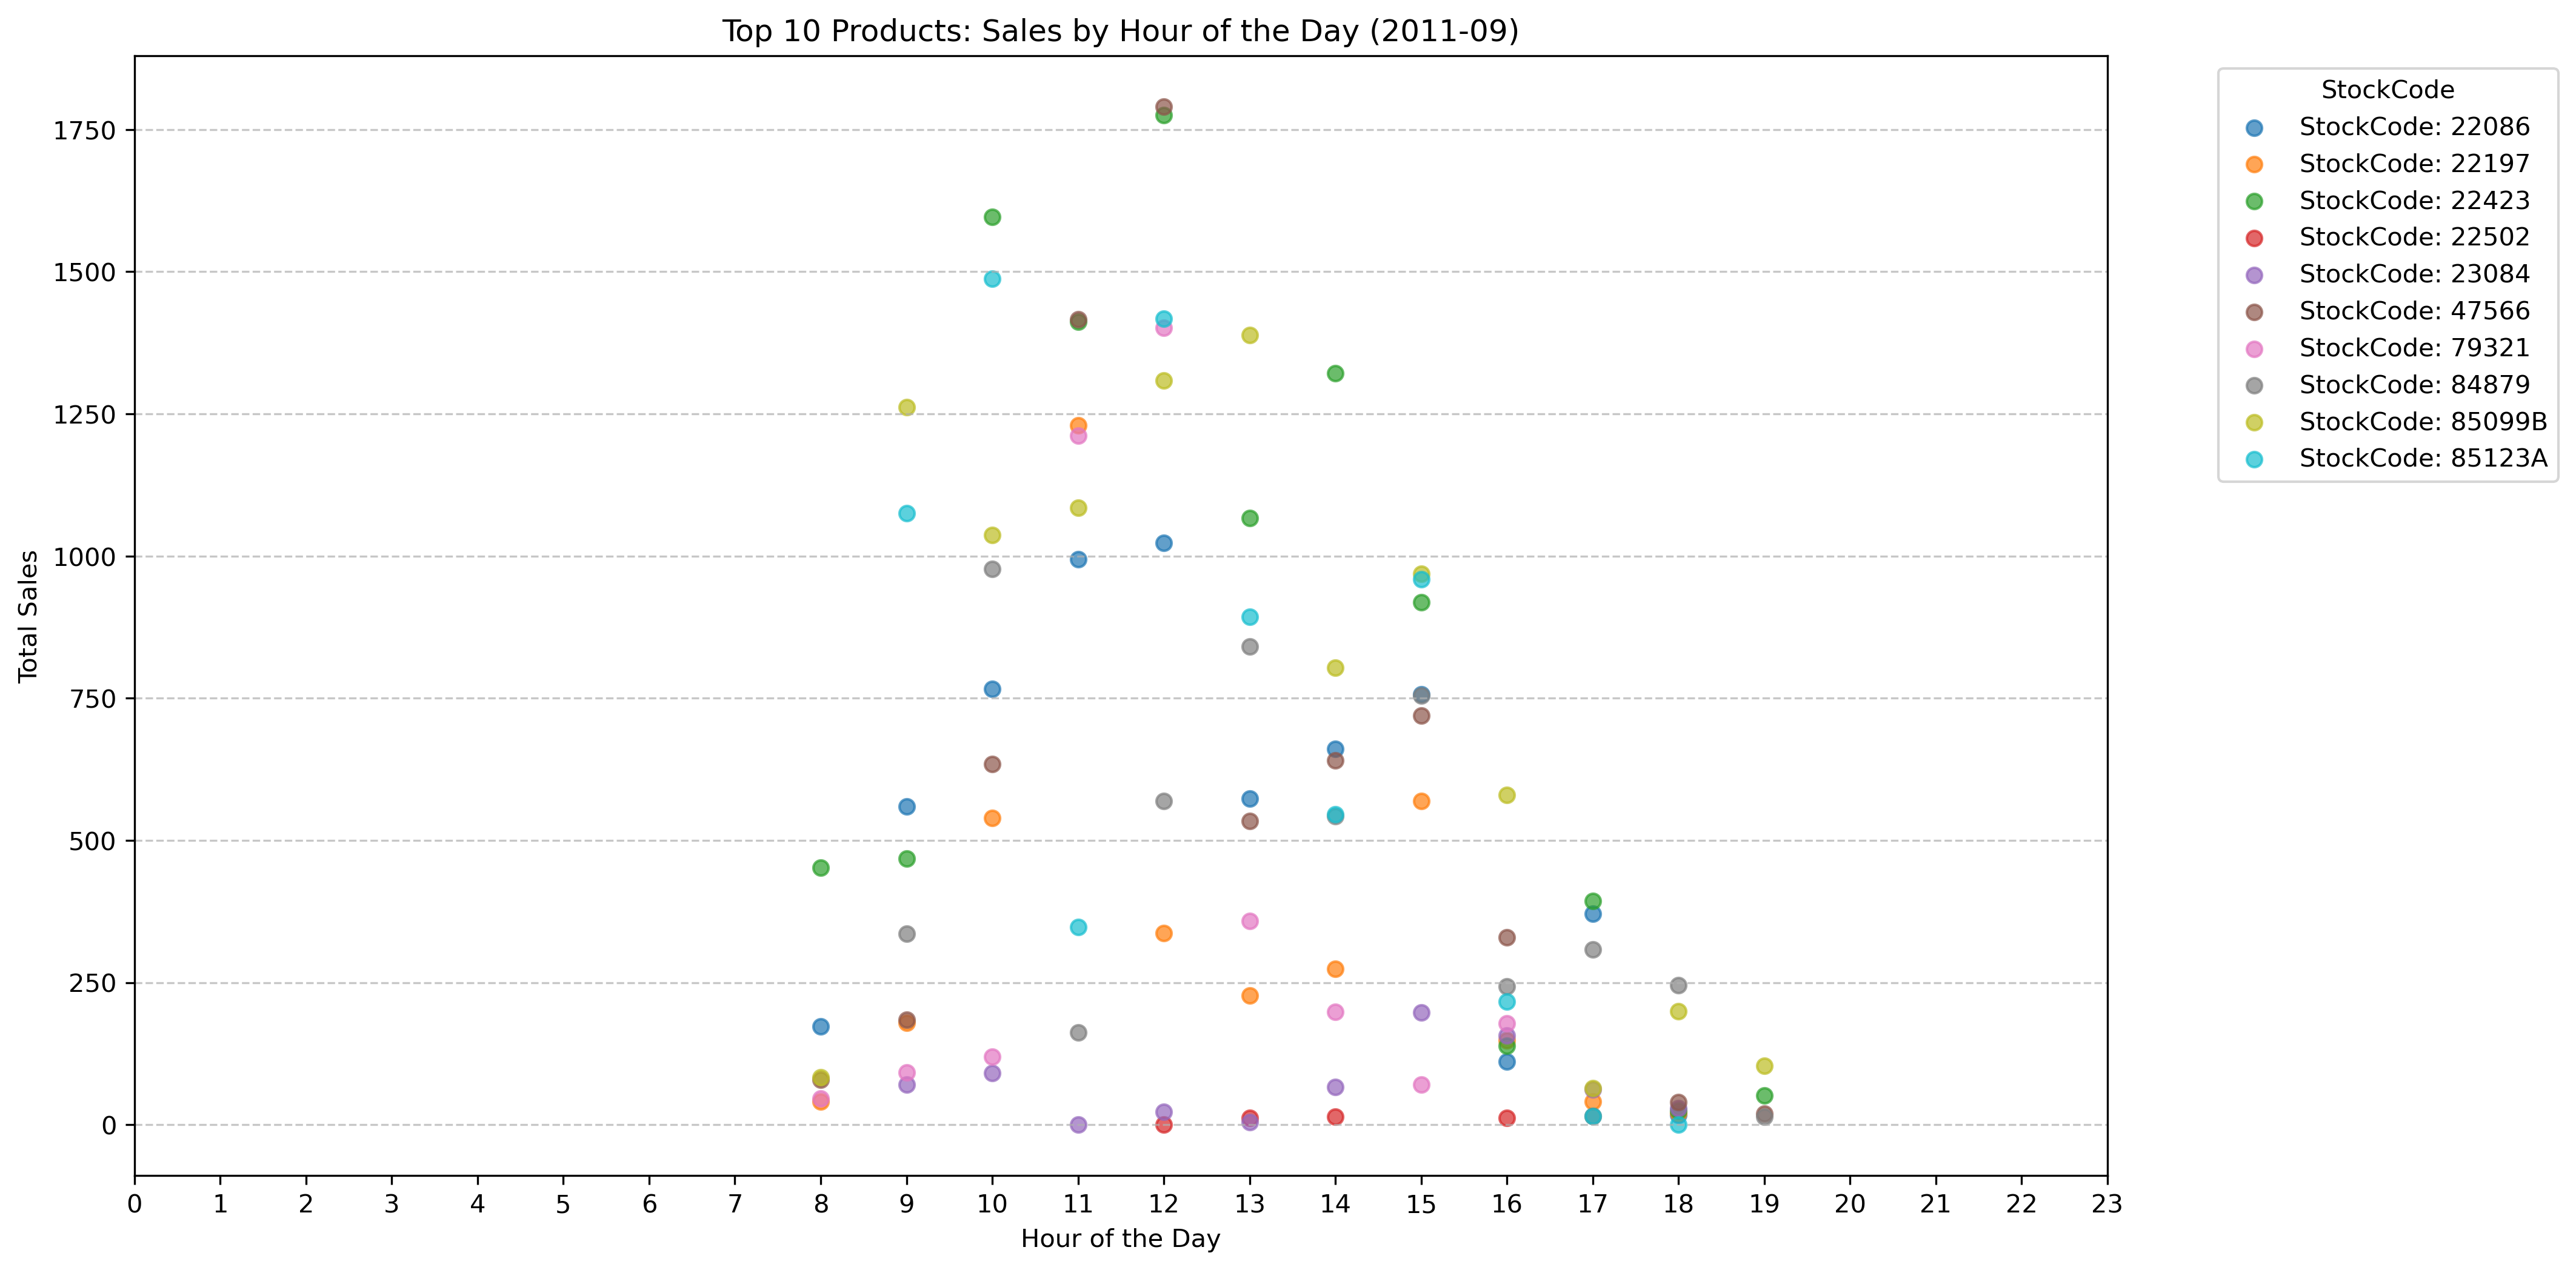 Top 10 Products: Sales by Hour of the Day (2011-09)
Total Sales
1750
1500
1250
1000
750
500
250
0
0 1 2 3 4 5 6 7 8 9 10 11 12 13 14 15 16 17 18 19 20 21 22 23
Hour of the Day
StockCode
StockCode: 22086
StockCode: 22197
StockCode: 22423
StockCode: 22502
StockCode: 23084
StockCode: 47566
StockCode: 79321
StockCode: 84879
StockCode: 85099B
StockCode: 85123A